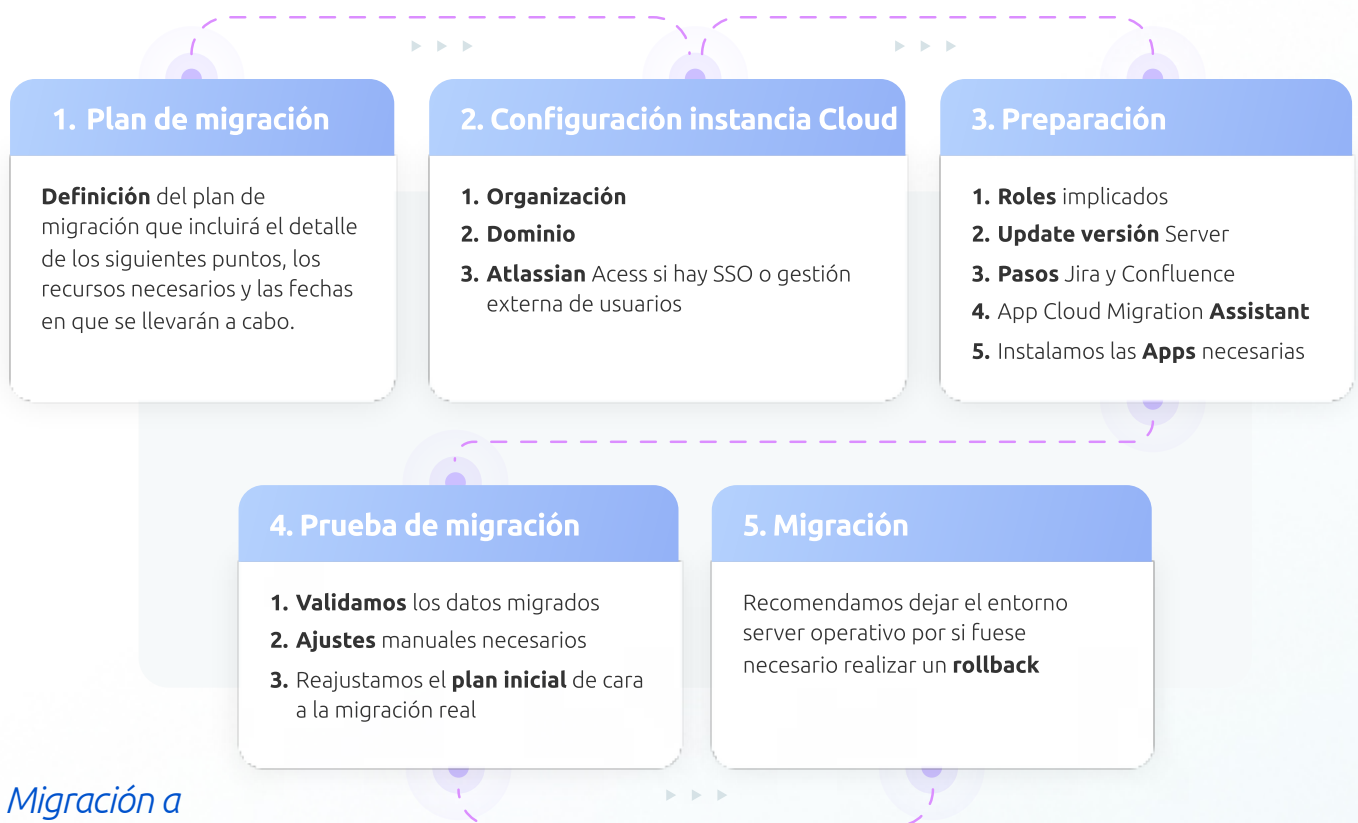 1. Plan de migración
Definición del plan de
migración que incluirá el detalle
de los siguientes puntos, los
recursos necesarios y las fechas
en que se llevarán a cabo.
2. Configuración instancia Cloud
1. Organización
2. Dominio
3. Atlassian Acess si hay SSO o gestión
externa de usuarios
3. Preparación
1. Roles implicados
2. Update versión Server
3. Pasos Jira y Confluence
4. App Cloud Migration Assistant
5. Instalamos las Apps necesarias
4. Prueba de migración
1. Validamos los datos migrados
2. Ajustes manuales necesarios
3. Reajustamos el plan inicial de cara
a la migración real
5. Migración
Recomendamos dejar el entorno
server operativo por si fuese
necesario realizar un rollback
Migración a